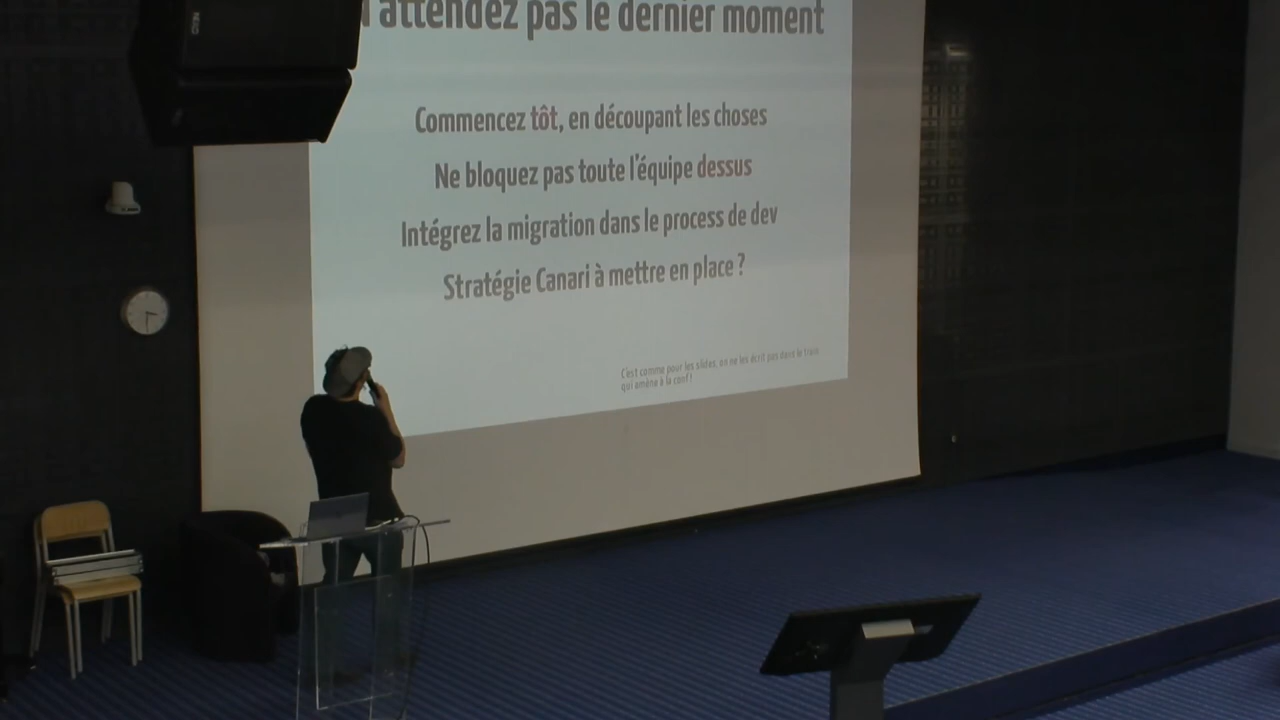 attendez pas le dernier moment
Commencez tôt, en découpant les choses
Ne bloquez pas toute l'équipe dessus
Intégrez la migration dans le process de dev
Stratégie Canari à mettre en place ?
C'est comme pour les slides, on ne les écrit pas dans le train
qui amène à la conf !